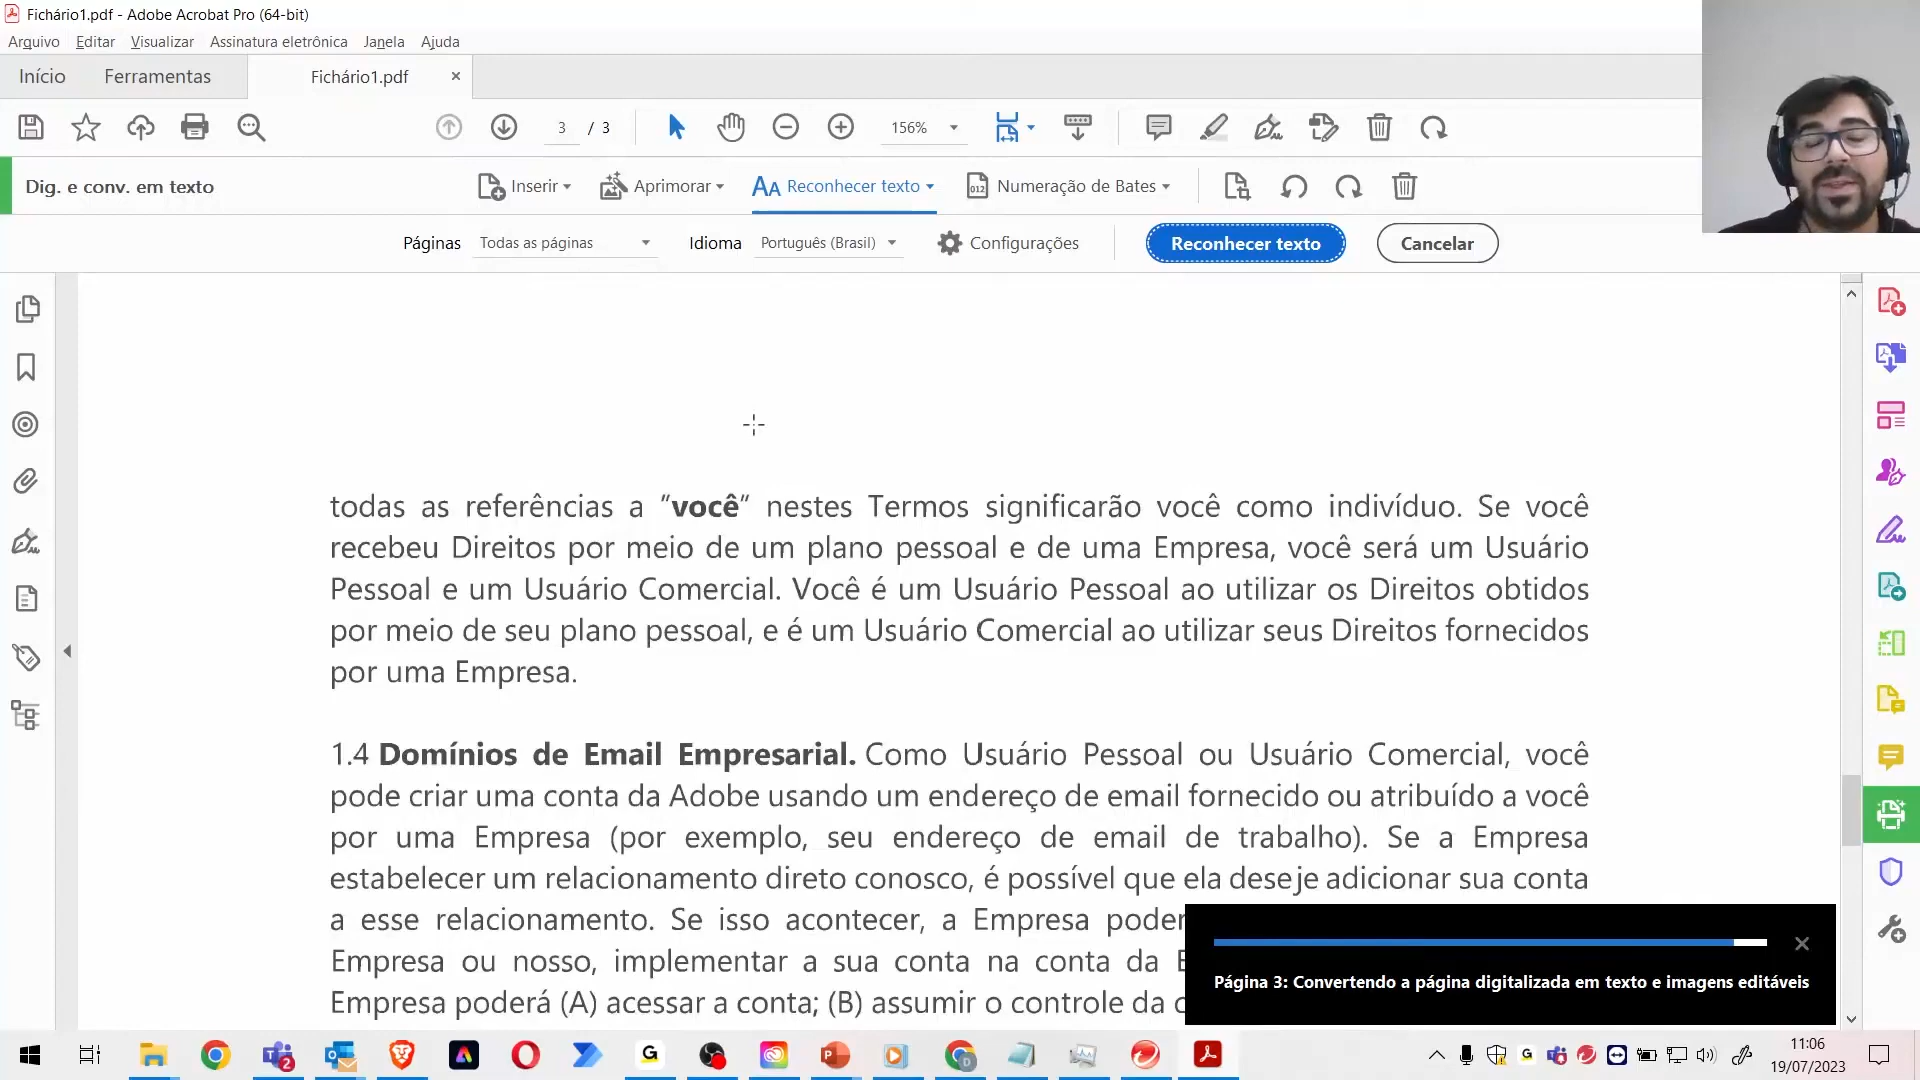 Fichário1.pdf - Adobe Acrobat Pro (64-bit)
Arquivo Editar Visualizar Assinatura eletrônica Janela Ajuda
Início Ferramentas Fichário1.pdf ×
3 / 3 156%
Dig. e conv. em texto Inserir Aprimorar AA Reconhecer texto 012 Numeração de Bates
Páginas Todas as páginas Idioma Português (Brasil) Configurações Reconhecer texto Cancelar
todas as referências a “você” nestes Termos significarão você como indivíduo. Se você
recebeu Direitos por meio de um plano pessoal e de uma Empresa, você será um Usuário
Pessoal e um Usuário Comercial. Você é um Usuário Pessoal ao utilizar os Direitos obtidos
por meio de seu plano pessoal, e é um Usuário Comercial ao utilizar seus Direitos fornecidos
por uma Empresa.
1.4 Domínios de Email Empresarial. Como Usuário Pessoal ou Usuário Comercial, você
pode criar uma conta da Adobe usando um endereço de email fornecido ou atribuído a você
por uma Empresa (por exemplo, seu endereço de email de trabalho). Se a Empresa
estabelecer um relacionamento direto conosco, é possível que ela deseje adicionar sua conta
a esse relacionamento. Se isso acontecer, a Empresa poder
Empresa ou nosso, implementar a sua conta na conta da E
Empresa poderá (A) acessar a conta; (B) assumir o controle da c
Página 3: Convertendo a página digitalizada em texto e imagens editáveis
11:06
19/07/2023